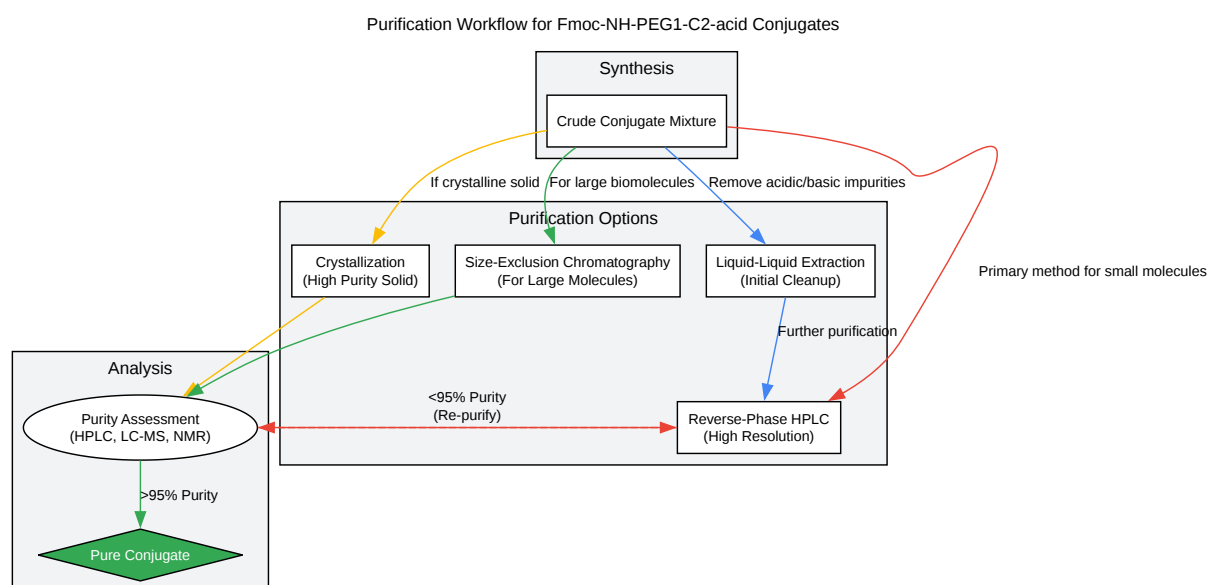 Purification Workflow for Fmoc-NH-PEG1-C2-acid Conjugates
Synthesis
Crude Conjugate Mixture
If crystalline solid
For large biomolecules
Remove acidic/basic impurities
Primary method for small molecules
Purification Options
Crystallization
(High Purity Solid)
Size-Exclusion Chromatography
(For Large Molecules)
Liquid-Liquid Extraction
(Initial Cleanup)
Further purification
Analysis
Purity Assessment
(HPLC, LC-MS, NMR)
<95% Purity
(Re-purify)
Reverse-Phase HPLC
(High Resolution)
>95% Purity
Pure Conjugate